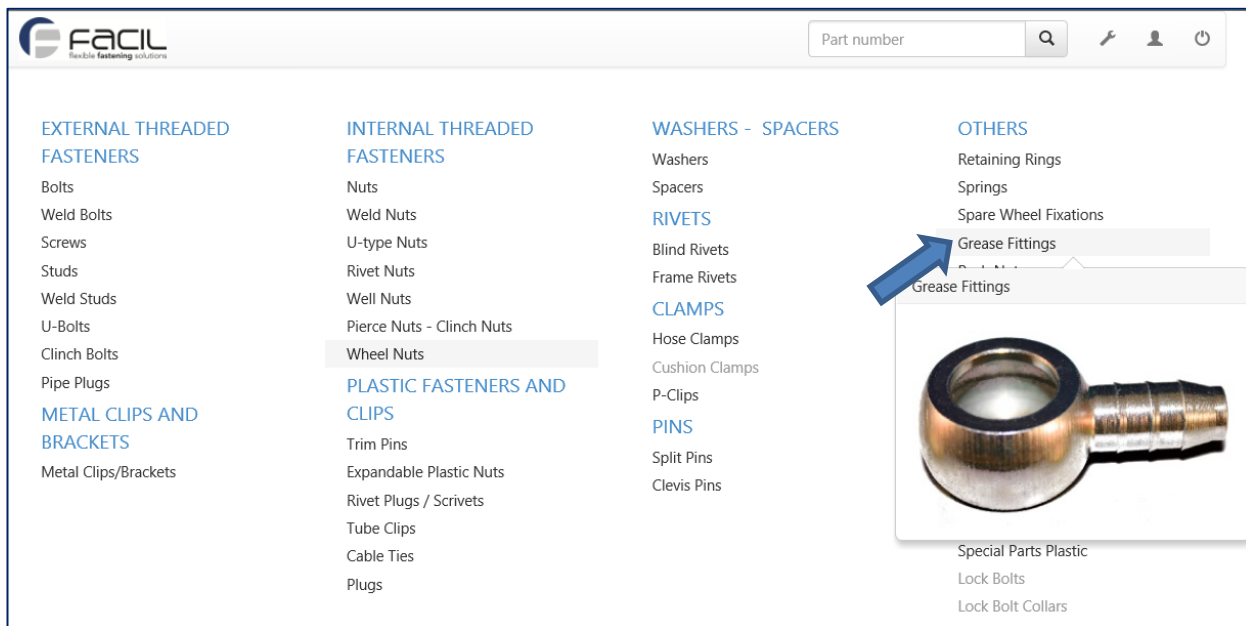 FACIL
flexible fastening solutions
Part number
EXTERNAL THREADED
FASTENERS
Bolts
Weld Bolts
Screws
Studs
Weld Studs
U-Bolts
Clinch Bolts
Pipe Plugs
METAL CLIPS AND
BRACKETS
Metal Clips/Brackets
INTERNAL THREADED
FASTENERS
Nuts
Weld Nuts
U-type Nuts
Rivet Nuts
Well Nuts
Pierce Nuts - Clinch Nuts
Wheel Nuts
PLASTIC FASTENERS AND
CLIPS
Trim Pins
Expandable Plastic Nuts
Rivet Plugs / Scrivets
Tube Clips
Cable Ties
Plugs
WASHERS - SPACERS
Washers
Spacers
RIVETS
Blind Rivets
Frame Rivets
CLAMPS
Hose Clamps
Cushion Clamps
P-Clips
PINS
Split Pins
Clevis Pins
OTHERS
Retaining Rings
Springs
Spare Wheel Fixations
Grease Fittings
Grease Fittings
Special Parts Plastic
Lock Bolts
Lock Bolt Collars